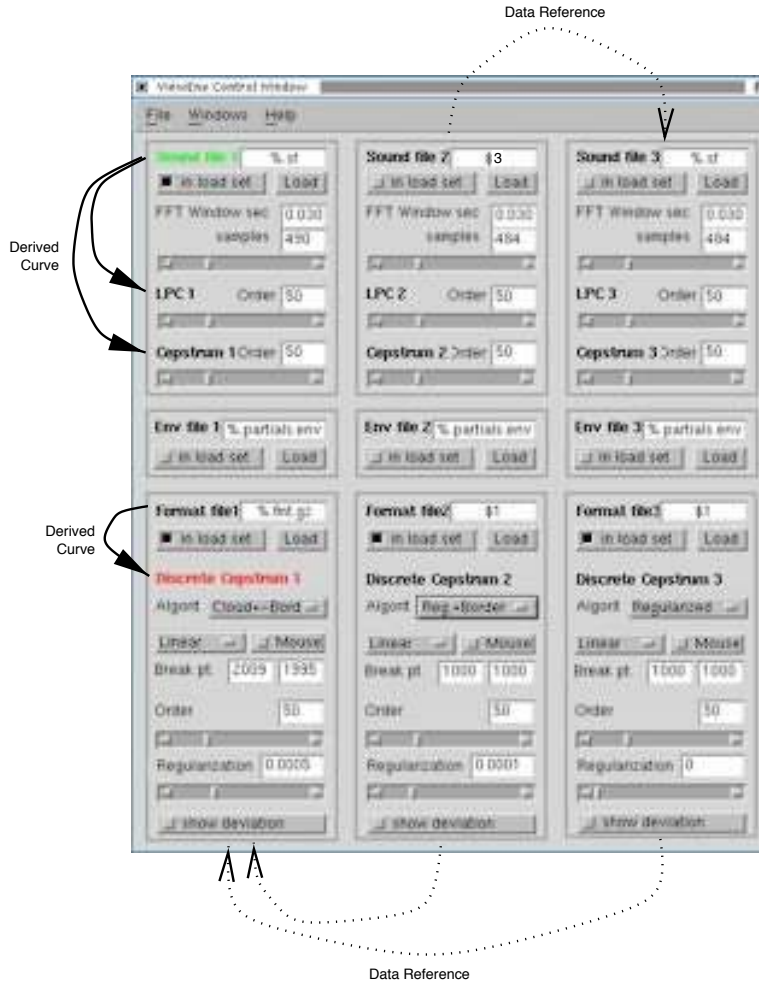 Data Reference
ViewEnv Control Window
File Windows Help
Sound file 1 % sf
in load set Load
FFT Window sec 0.030
samples 490
LPC 1 Order 50
Cepstrum 1 Order 50
Sound file 2 $3
in load set Load
FFT Window sec 0.030
samples 484
LPC 2 Order 50
Cepstrum 2 Order 50
Sound file 3 % sf
in load set Load
FFT Window sec 0.030
samples 484
LPC 3 Order 50
Cepstrum 3 Order 50
Derived
Curve
Env file 1 % partials env
in load set Load
Env file 2 % partials env
in load set Load
Env file 3 % partials env
in load set Load
Format file1 % fmt.gz
in load set Load
Discrete Cepstrum 1
Algorit Cloud+-Bord
Linear Mouse
Break pt. 2009 1995
Order 50
Regularization 0.0005
show deviation
Format file2 $1
in load set Load
Discrete Cepstrum 2
Algorit Reg.+Border
Linear Mouse
Break pt. 1000 1000
Order 50
Regularization 0.0001
show deviation
Format file3 $1
in load set Load
Discrete Cepstrum 3
Algorit Regularized
Linear Mouse
Break pt. 1000 1000
Order 50
Regularization 0
show deviation
Derived
Curve
Data Reference